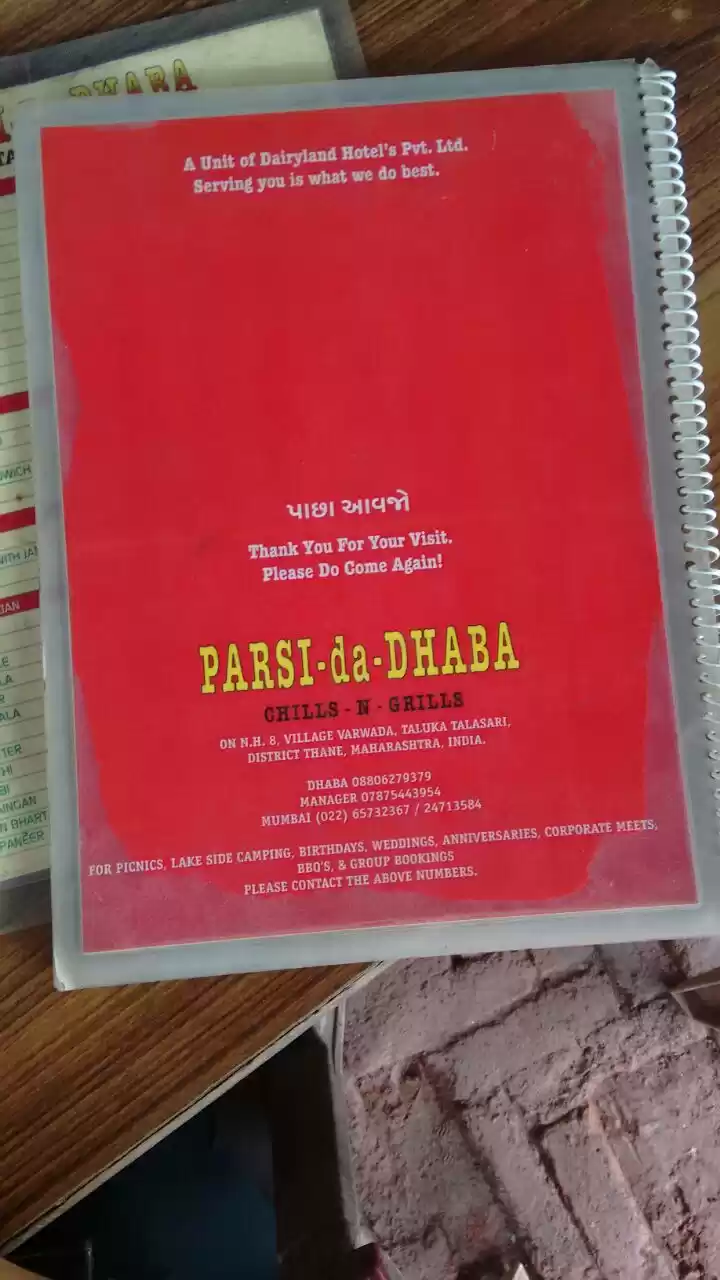 DHABA
A Unit of Dairyland Hotel's Pvt. Ltd.
Serving you is what we do best.
પાછા આવજો
Thank You For Your Visit.
Please Do Come Again!
PARSI-da-DHABA
CHILLS - N - GRILLS
ON N.H. 8, VILLAGE VARWADA, TALUKA TALASARI,
DISTRICT THANE, MAHARASHTRA, INDIA.
DHABA 08806279379
MANAGER 07875443954
MUMBAI (022) 65732367 / 24713584
FOR PICNICS, LAKE SIDE CAMPING, BIRTHDAYS, WEDDINGS, ANNIVERSARIES, CORPORATE MEETS,
BBQ'S, & GROUP BOOKINGS
PLEASE CONTACT THE ABOVE NUMBERS.
PANEER